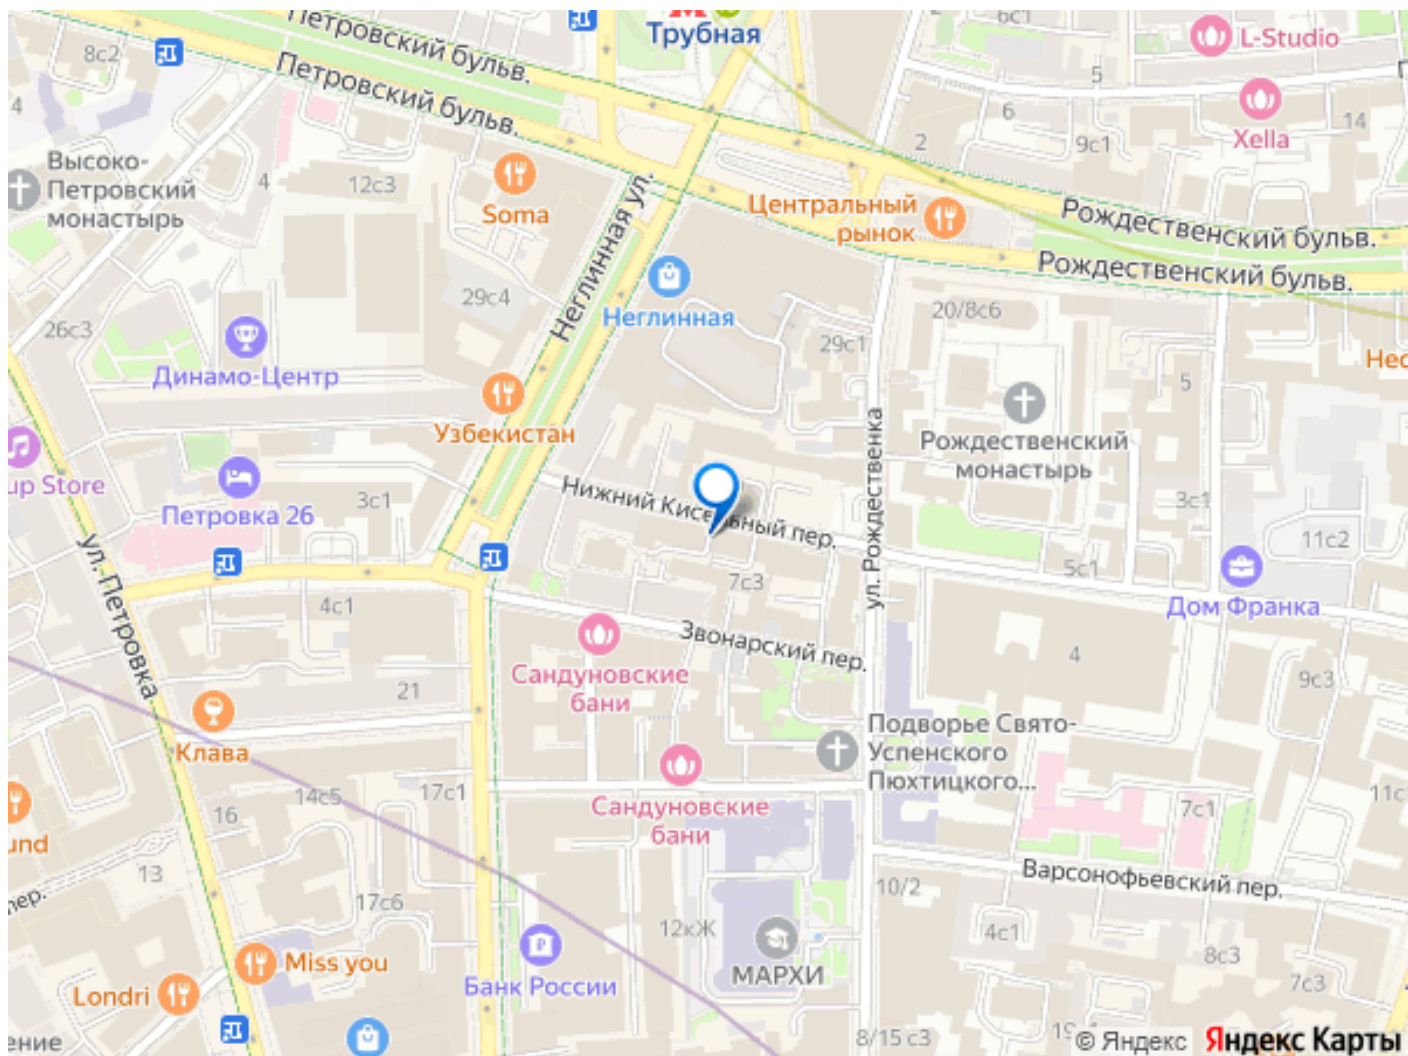 Петровский бульв.
Трубная
L-Studio
8с2
6с1
5
Петровский бульв.
4
6
14
Xella
2
9с1
Высоко-
Петровский
монастырь
4
12с3
Soma
Неглинная ул.
Центральный
рынок
Рождественский бульв.
Рождественский бульв.
29с4
Неглинная
20/8с6
26с3
29с1
Динамо-Центр
5
Узбекистан
ул. Рождественка
Рождественский
монастырь
up Store
Петровка 26
3с1
Нижний Кисельный пер.
3с1
11с2
ул. Петровка
7с3
5с1
Дом Франка
4с1
Звонарский пер.
4
Сандуновские
бани
21
9с3
Клава
Подворье Свято-
Успенского
Пюхтицкого...
14с5
17с1
16
Сандуновские
бани
7с1
11с
und
13
пер.
17с6
Варсонофьевский пер.
10/2
12кЖ
4с1
8с3
Miss you
МАРХИ
Londri
Банк России
7с3
ение
8/15 с3
19
© Яндекс
Яндекс Карты